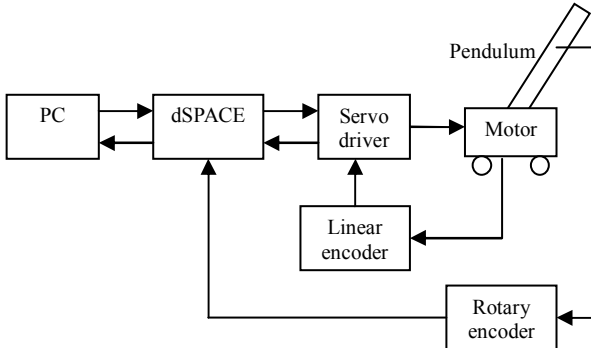 Pendulum
PC
dSPACE
Servo
driver
Motor
Linear
encoder
Rotary
encoder